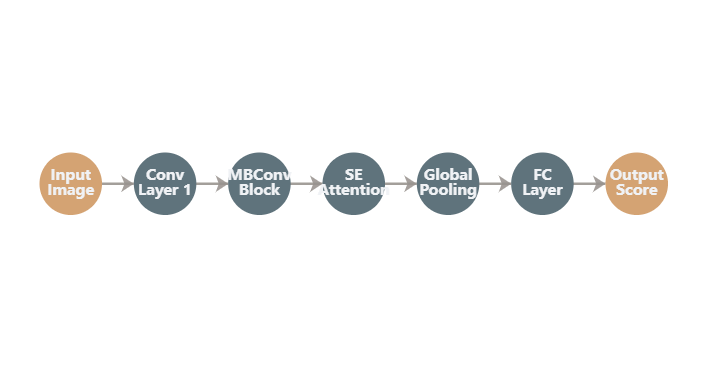 Input
Image
Conv
Layer 1
MBConv
Block
SE
Attention
Global
Pooling
FC
Layer
Output
Score